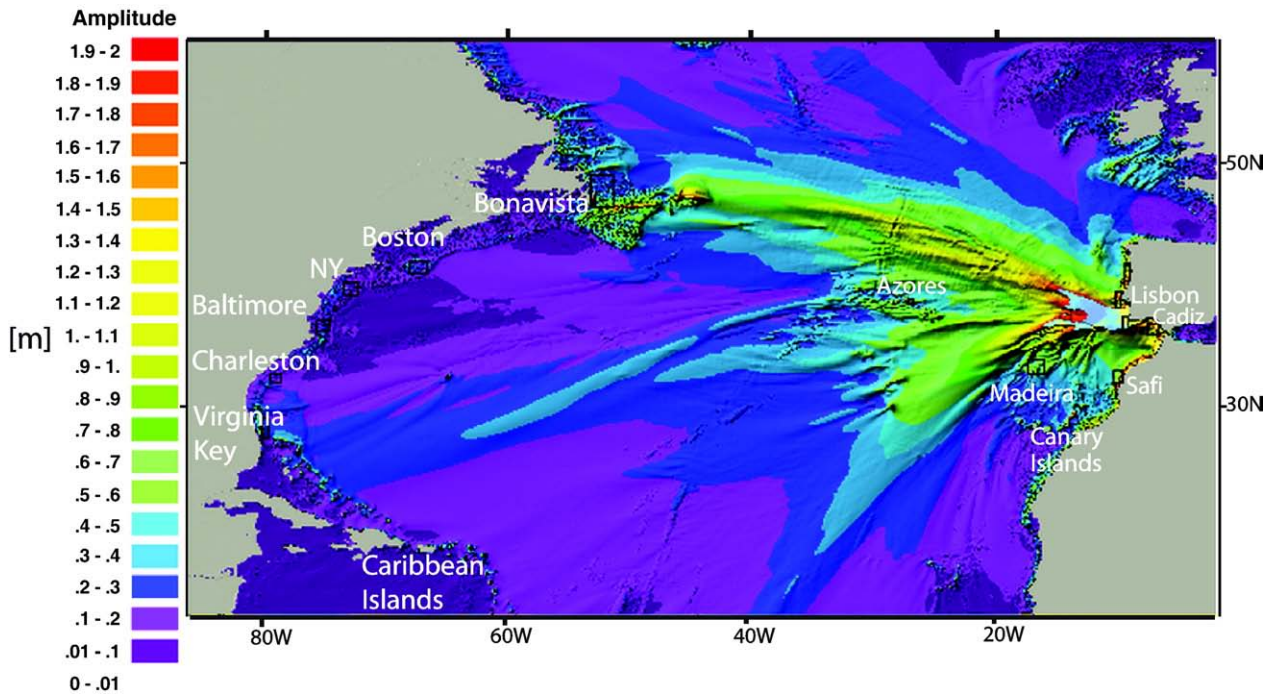 Amplitude
1.9 - 2
1.8 - 1.9
1.7 - 1.8
1.6 - 1.7
1.5 - 1.6
1.4 - 1.5
1.3 - 1.4
1.2 - 1.3
1.1 - 1.2
1. - 1.1
.9 - 1.
.8 - .9
.7 - .8
.6 - .7
.5 - .6
.4 - .5
.3 - .4
.2 - .3
.1 - .2
.01 - .1
0 - .01
[m]
Bonavista
Boston
NY
Baltimore
Charleston
Virginia
Key
Caribbean
Islands
Azores
Lisbon
Cadiz
Madeira
Safi
Canary
Islands
50N
30N
80W
60W
40W
20W